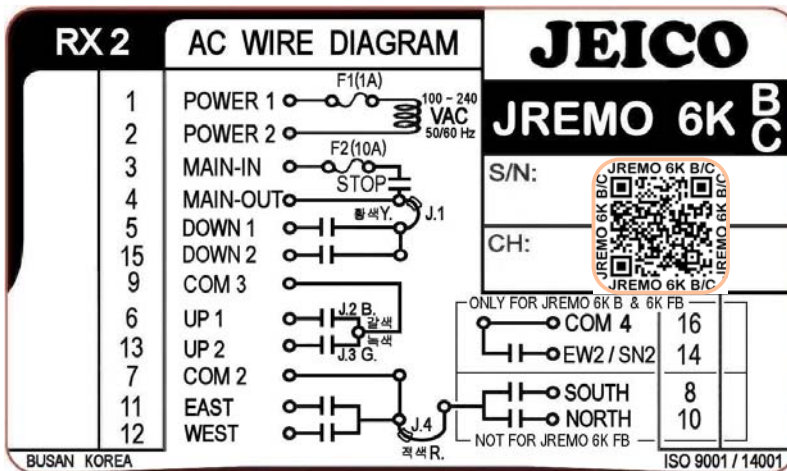 RX 2
AC WIRE DIAGRAM
JEICO
JREMO 6K B C
F1(1A)
1 POWER 1
100 - 240
VAC
50/60 Hz
2 POWER 2
F2(10A)
3 MAIN-IN
STOP
4 MAIN-OUT
황색Y.
J.1
5 DOWN 1
15 DOWN 2
9 COM 3
J.2 B.
갈색
6 UP 1
녹색
13 UP 2
J.3 G.
7 COM 2
11 EAST
J.4
12 WEST
적색R.
S/N:
CH:
JREMO 6K B/C
JREMO 6K B/C
JREMO 6K B/C
JREMO 6K B/C
ONLY FOR JREMO 6K B & 6K FB
COM 4 16
EW2 / SN2 14
SOUTH 8
NORTH 10
NOT FOR JREMO 6K FB
BUSAN KOREA
ISO 9001 / 14001